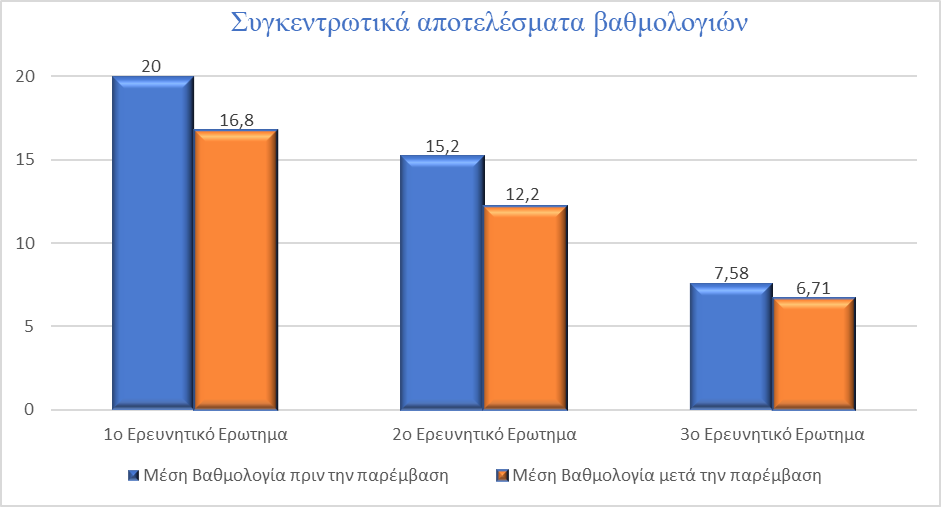 Συγκεντρωτικά αποτελέσματα βαθμολογιών
20
15
10
5
0
20
16,8
15,2
12,2
7,58
6,71
1ο Ερευνητικό Ερωτημα
2ο Ερευνητικό Ερωτημα
3ο Ερευνητικό Ερωτημα
Μέση Βαθμολογία πριν την παρέμβαση
Μέση Βαθμολογία μετά την παρέμβαση